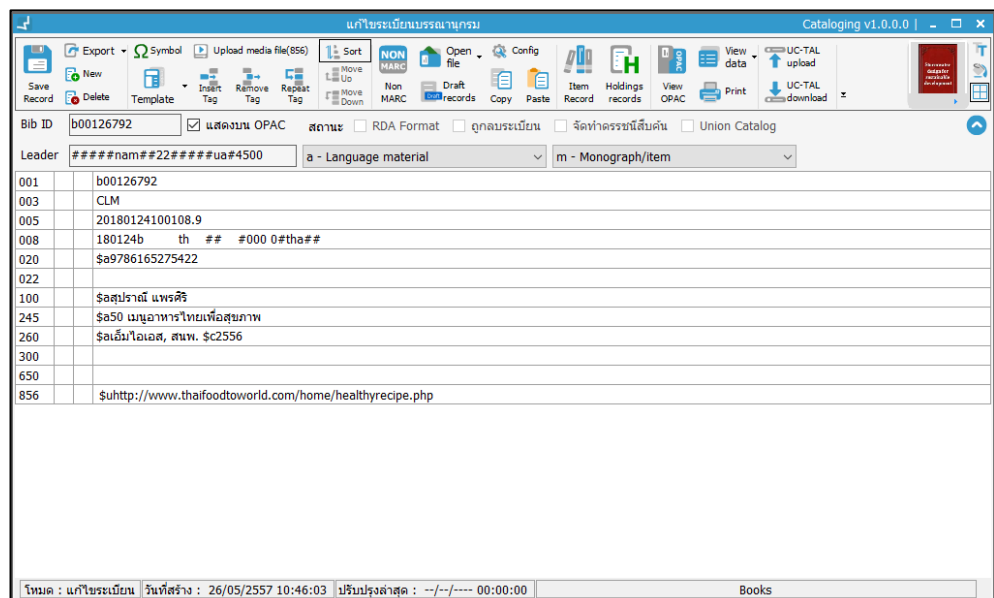 แก้ไขระเบียนบรรณานุกรม
Cataloging v1.0.0.0 |
Save Record
Export
New
Delete
Symbol
Template
Upload media file(856)
Insert Tag
Remove Tag
Repeat Tag
Sort
Move Up
Move Down
NON MARC
Non MARC
Open file
Draft
Draft records
Config
Copy
Paste
Item Record
Holdings records
OPAC
View OPAC
View data
Print
UC-TAL upload
UC-TAL download
Bib ID b00126792 แสดงบน OPAC สถานะ RDA Format ถูกลบระเบียน จัดทำดรรชนีสืบค้น Union Catalog
Leader #####nam##22#####ua#4500 a - Language material m - Monograph/item
001 b00126792
003 CLM
005 20180124100108.9
008 180124b th ## #000 0#tha##
020 $a9786165275422
022
100 $aสุปราณี แพรศิริ
245 $a50 เมนูอาหารไทยเพื่อสุขภาพ
260 $aเอ็มไอเอส, สนพ. $c2556
300
650
856 $uhttp://www.thaifoodtoworld.com/home/healthyrecipe.php
โหมด : แก้ไขระเบียน วันที่สร้าง : 26/05/2557 10:46:03 ปรับปรุงล่าสุด : --/--/---- 00:00:00 Books